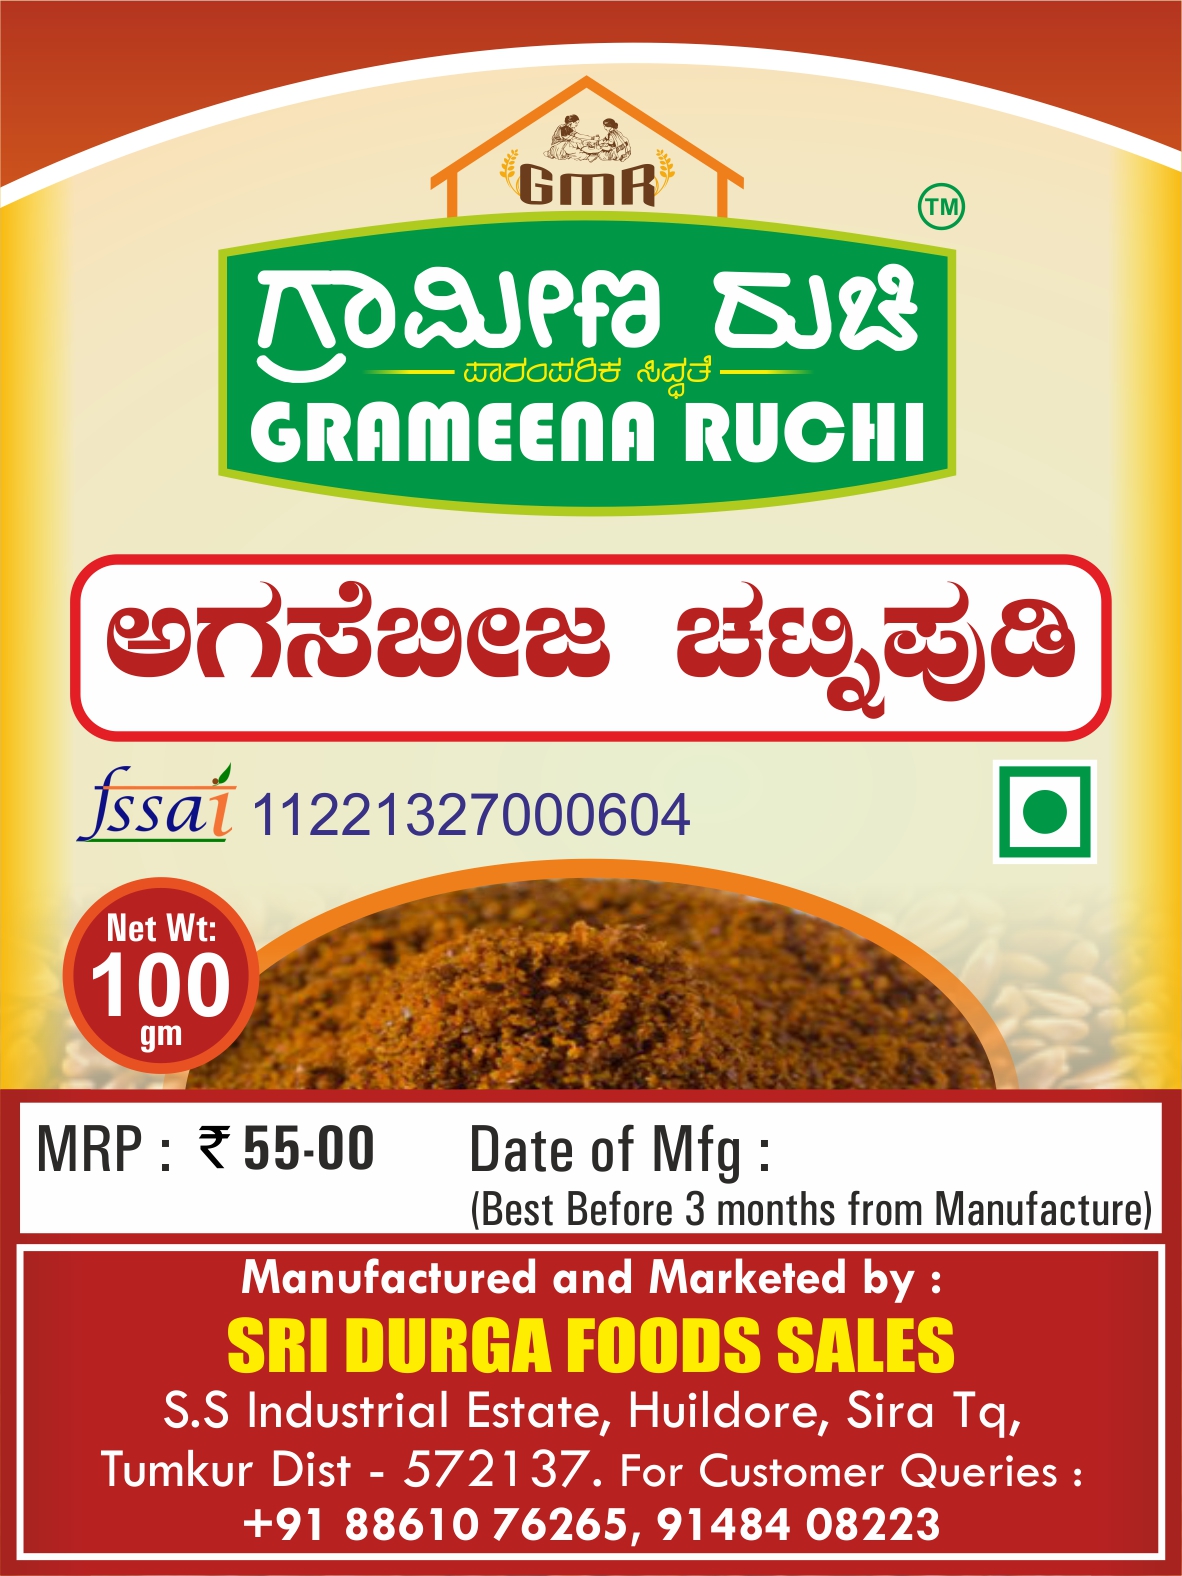 GMR
TM
ಗ್ರಾಮೀಣ ರುಚಿ
ಪಾರಂಪರಿಕ ಸಿದ್ಧತೆ
GRAMEENA RUCHI
ಅಗಸೆಬೀಜ ಚಟ್ನಿಪುಡಿ
fssai 11221327000604
Net Wt:
100
gm
MRP : ₹ 55-00 Date of Mfg :
(Best Before 3 months from Manufacture)
Manufactured and Marketed by :
SRI DURGA FOODS SALES
S.S Industrial Estate, Huildore, Sira Tq,
Tumkur Dist - 572137. For Customer Queries :
+91 88610 76265, 91484 08223